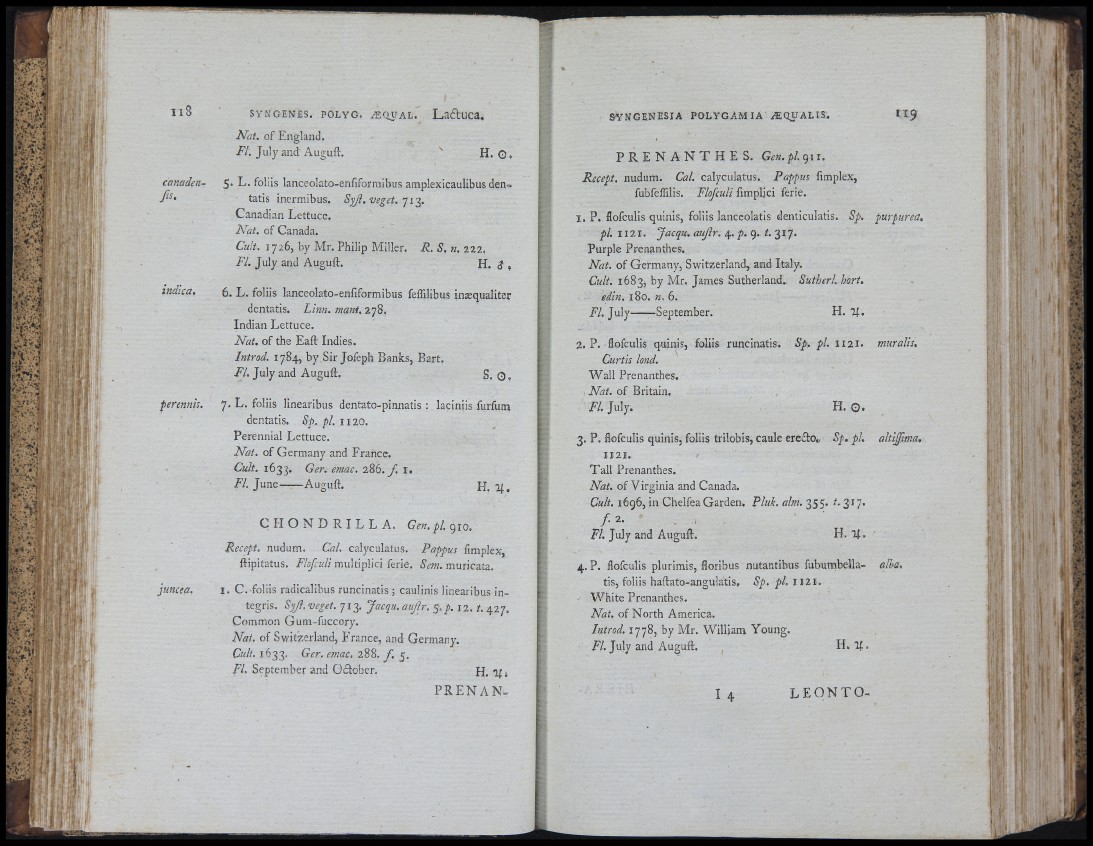 118 SYNGENES. POLYG. ÆQUAL. Lactuca.
Nat. of England.
Fl. July and Auguſt. H. ☉.
canaden- 5. L. foliis lanceolato-enſiformibus amplexicaulibus den-
ſis. tatis inermibus. Syſt. veget. 713.
Canadian Lettuce.
Nat. of Canada.
Cult. 1726, by Mr. Philip Miller. R. S. n. 222.
Fl. July and Auguſt. H. ♂.
indica. 6. L. foliis lanceolato-enſiformibus ſeſſilibus inæqualiter
dentatis. Linn. mant. 278.
Indian Lettuce.
Nat. of the Eaſt Indies.
Introd. 1784, by Sir Joſeph Banks, Bart.
Fl. July and Auguſt. S. ☉.
perennis. 7. L. foliis linearibus dentato-pinnatis : laciniis ſurſum
dentatis. Sp. pl. 1120.
Perennial Lettuce.
Nat. of Germany and France.
Cult. 1633. Ger. emac. 286. f. 1.
Fl. June——Auguſt. H. ♃.
CHONDRILLA. Gen. pl. 910.
Recept. nudum. Cal. calyculatus. Pappus ſimplex,
ſtipitatus. Floſculi multiplici ſerie. Sem. muricata.
juncea. 1. C. foliis radicalibus runcinatis ; caulinis linearibus in-
tegris. Syſt. veget. 713. Jacqu. auſtr. 5. p. 12. t. 427.
Common Gum-ſuccory.
Nat. of Switzerland, France, and Germany.
Cult. 1633. Ger. emac. 288. f. 5.
Fl. September and October. H. ♃.
PRENAN-
SYNGENESIA POLYGAMIA ÆQUALIS. 119
PRENANTHES. Gen. pl. 911.
Recept. nudum. Cal. calyculatus. Pappus ſimplex,
ſubſeſſilis. Floſculi ſimplici ſerie.
1. P. floſculis quinis, foliis lanceolatis denticulatis. Sp. purpurea.
pl. 1121. Jacqu. auſtr. 4. p. 9. t. 317.
Purple Prenanthes.
Nat. of Germany, Switzerland, and Italy.
Cult. 1683, by Mr. James Sutherland. Sutherl. hort.
edin. 180. n. 6.
Fl. July——September. H. ♃.
2. P. floſculis quinis, foliis runcinatis. Sp. pl. 1121. muralis.
Curtis lond.
Wall Prenanthes.
Nat. of Britain.
Fl. July. H. ☉.
3. P. floſculis quinis, foliis trilobis, caule erecto. Sp. pl. altiſſima.
1121.
Tall Prenanthes.
Nat. of Virginia and Canada.
Cult. 1696, in Chelſea Garden. Pluk. alm. 355. t. 317.
f. 2.
Fl. July and Auguſt. H. ♃.
4. P. floſculis plurimis, floribus nutantibus ſubumbella- alba.
tis, foliis haſtato-angulatis. Sp. pl. 1121.
White Prenanthes.
Nat. of North America.
Introd. 1778, by Mr. William Young.
Fl. July and Auguſt. H. ♃.
I 4 LEONTO-